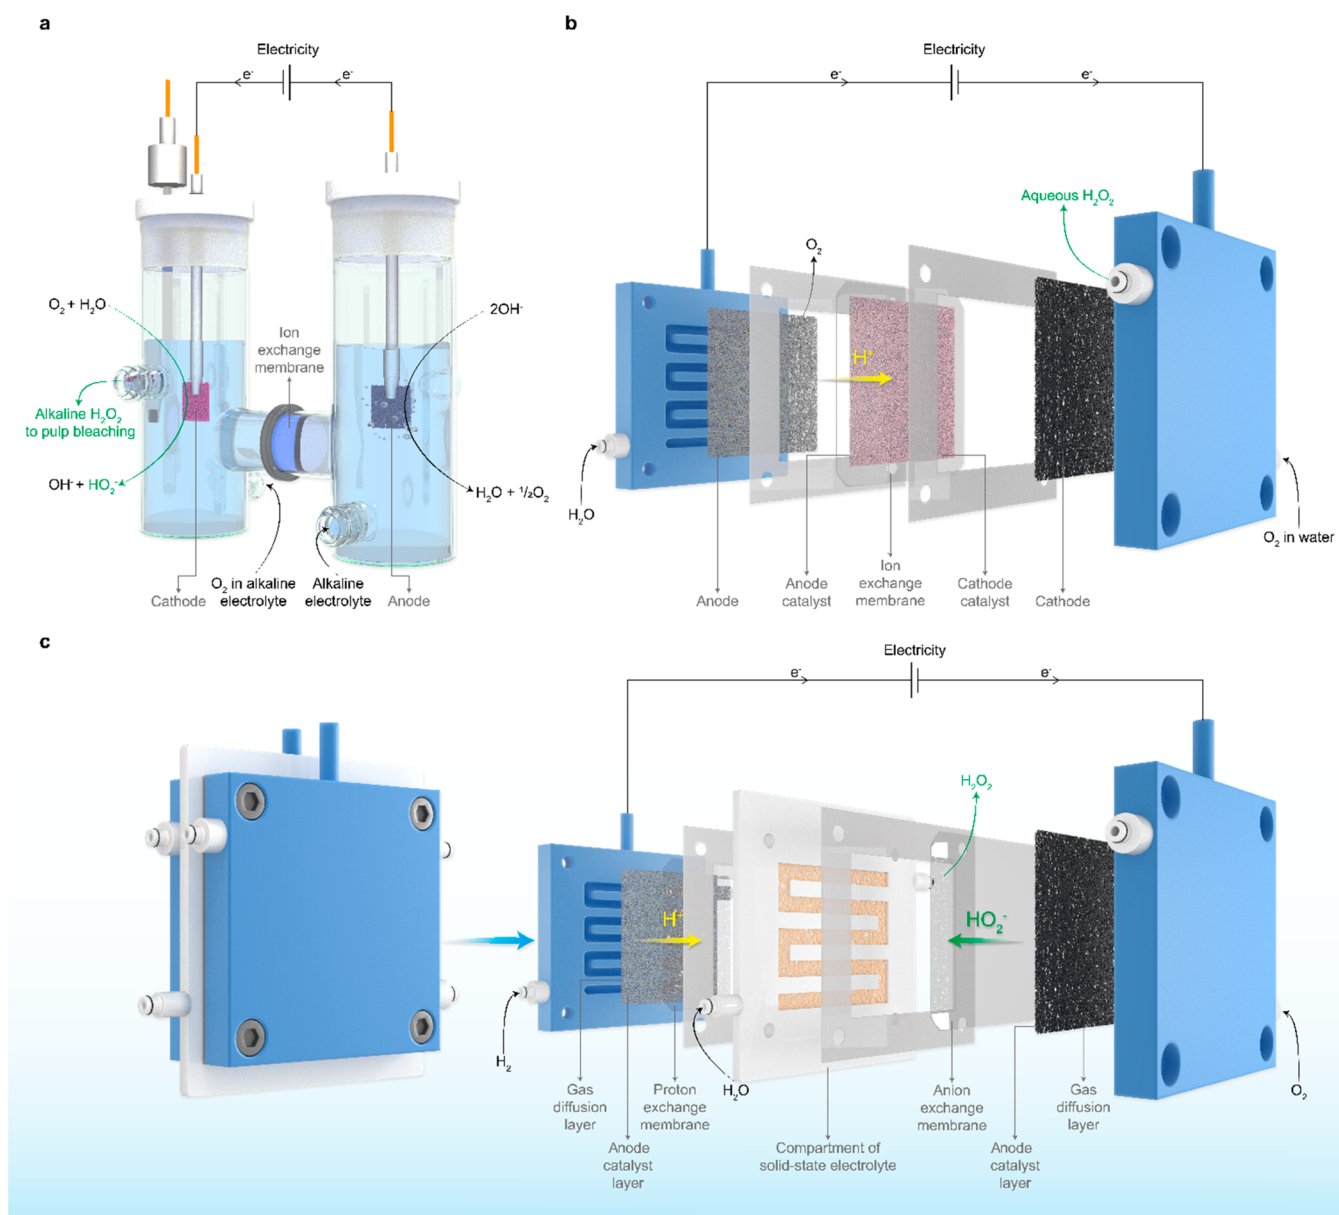 a
Electricity
e-
e-
O₂ + H₂O
2OH-
Ion
exchange
membrane
Alkaline H₂O₂
to pulp bleaching
OH- + HO₂-
H₂O + ¹/₂O₂
O₂ in alkaline
electrolyte
Alkaline
electrolyte
Cathode
Anode
b
Electricity
e-
e-
Aqueous H₂O₂
O₂
H⁺
H₂O
O₂ in water
Anode
Anode
catalyst
Ion
exchange
membrane
Cathode
catalyst
Cathode
c
Electricity
e-
e-
H₂O₂
H⁺
HO₂-
H₂
H₂O
O₂
Gas
diffusion
layer
Anode
catalyst
layer
Proton
exchange
membrane
Compartment of
solid-state electrolyte
Anion
exchange
membrane
Anode
catalyst
layer
Gas
diffusion
layer